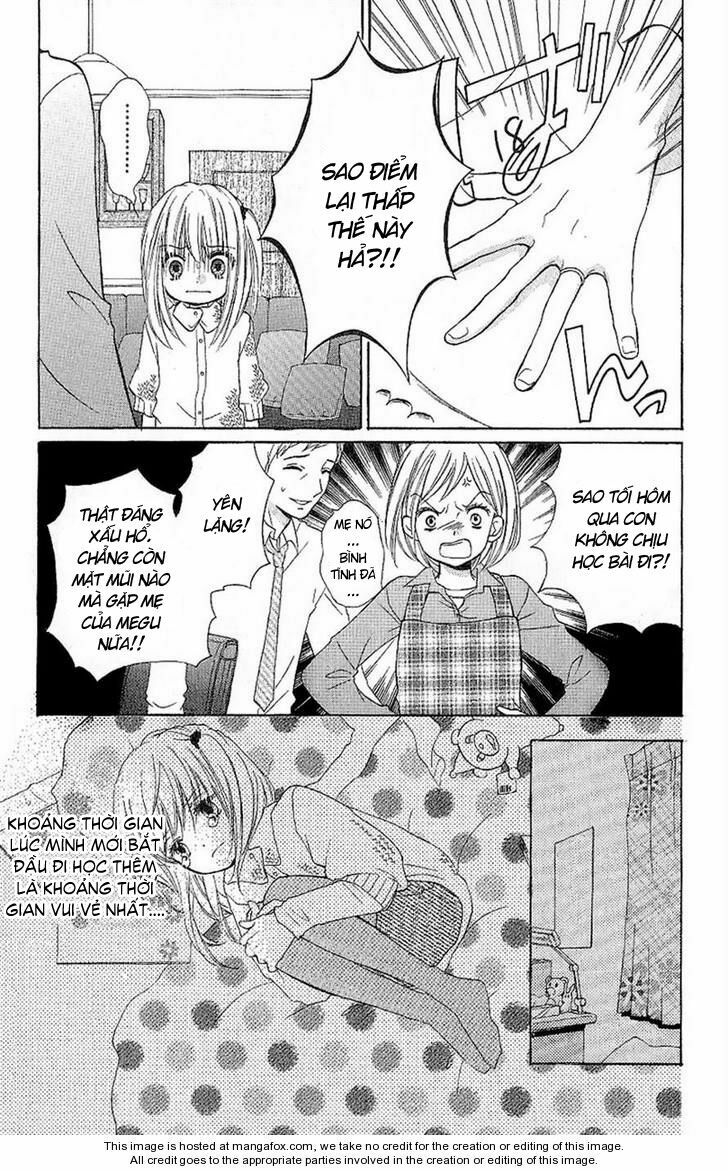 SAO ĐIỂM
LẠI THẤP
THẾ NÀY
HẢ?!!
18
.........
SAO TỐI HÔM
QUA CON
KHÔNG CHỊU
HỌC BÀI ĐI?!
MẸ NÓ
...
BÌNH
TĨNH ĐÃ
...
YÊN
LẶNG!
THẬT ĐÁNG
XẤU HỔ.
CHẲNG CÒN
MẶT MŨI NÀO
MÀ GẶP MẸ
CỦA MEGU
NỮA!!
KHOẢNG THỜI GIAN
LÚC MÌNH MỚI BẮT
ĐẦU ĐI HỌC THÊM
LÀ KHOẢNG THỜI
GIAN VUI VẺ NHẤT....
This image is hosted at mangafox.com, we take no credit for the creation or editing of this image.
All credit goes to the appropriate parties involved in the creation or editing of this image.